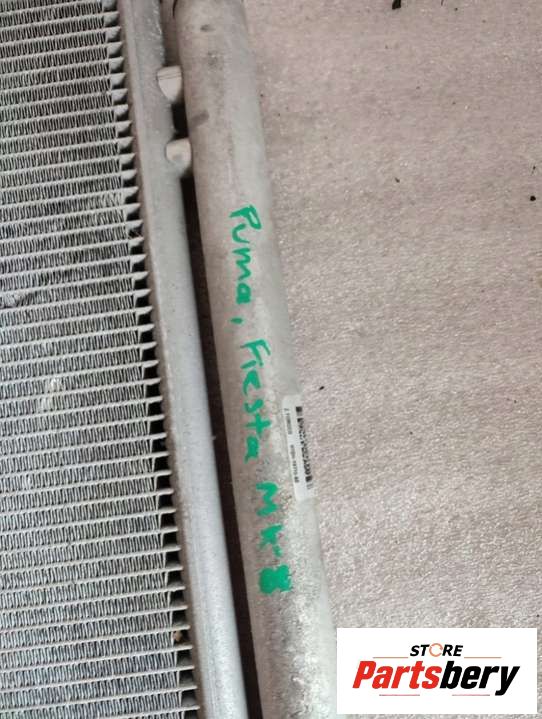 Puma, Fiesta Mk 8
STORE
Partsbery